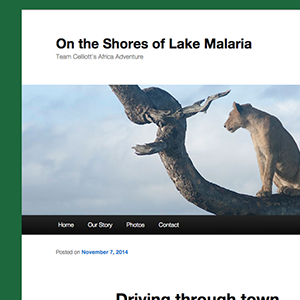 On the Shores of Lake Malaria
Team Celliott's Africa Adventure
Home Our Story Photos Contact
Posted on November 7, 2014
Driving through town